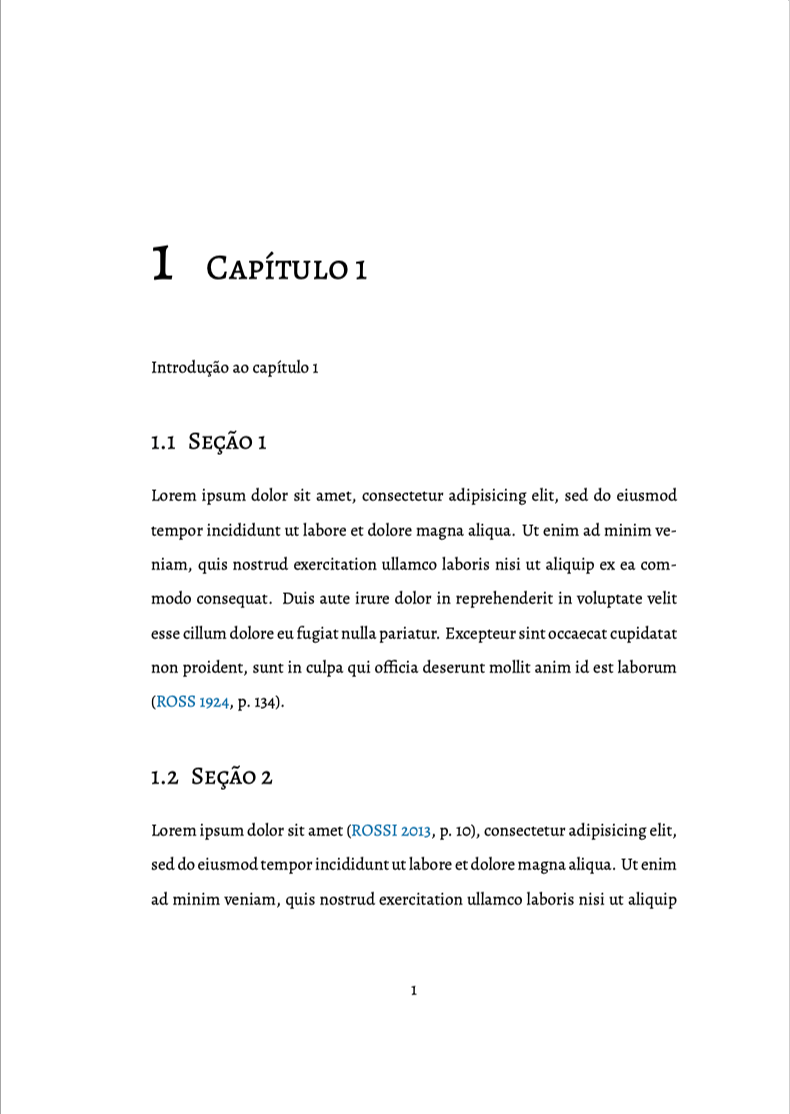 1 Capítulo 1
Introdução ao capítulo 1
1.1 Seção 1
Lorem ipsum dolor sit amet, consectetur adipisicing elit, sed do eiusmod
tempor incididunt ut labore et dolore magna aliqua. Ut enim ad minim ve-
niam, quis nostrud exercitation ullamco laboris nisi ut aliquip ex ea com-
modo consequat. Duis aute irure dolor in reprehenderit in voluptate velit
esse cillum dolore eu fugiat nulla pariatur. Excepteur sint occaecat cupidatat
non proident, sunt in culpa qui officia deserunt mollit anim id est laborum
(ROSS 1924, p. 134).
1.2 Seção 2
Lorem ipsum dolor sit amet (ROSSI 2013, p. 10), consectetur adipisicing elit,
sed do eiusmod tempor incididunt ut labore et dolore magna aliqua. Ut enim
ad minim veniam, quis nostrud exercitation ullamco laboris nisi ut aliquip
1